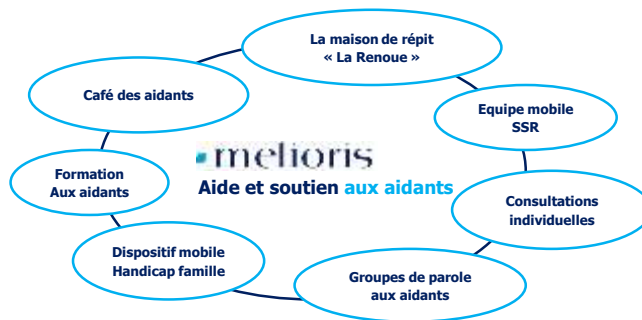 La maison de répit
« La Renoue »
Café des aidants
Equipe mobile
SSR
melioris
Aide et soutien aux aidants
Formation
Aux aidants
Consultations
individuelles
Dispositif mobile
Handicap famille
Groupes de parole
aux aidants